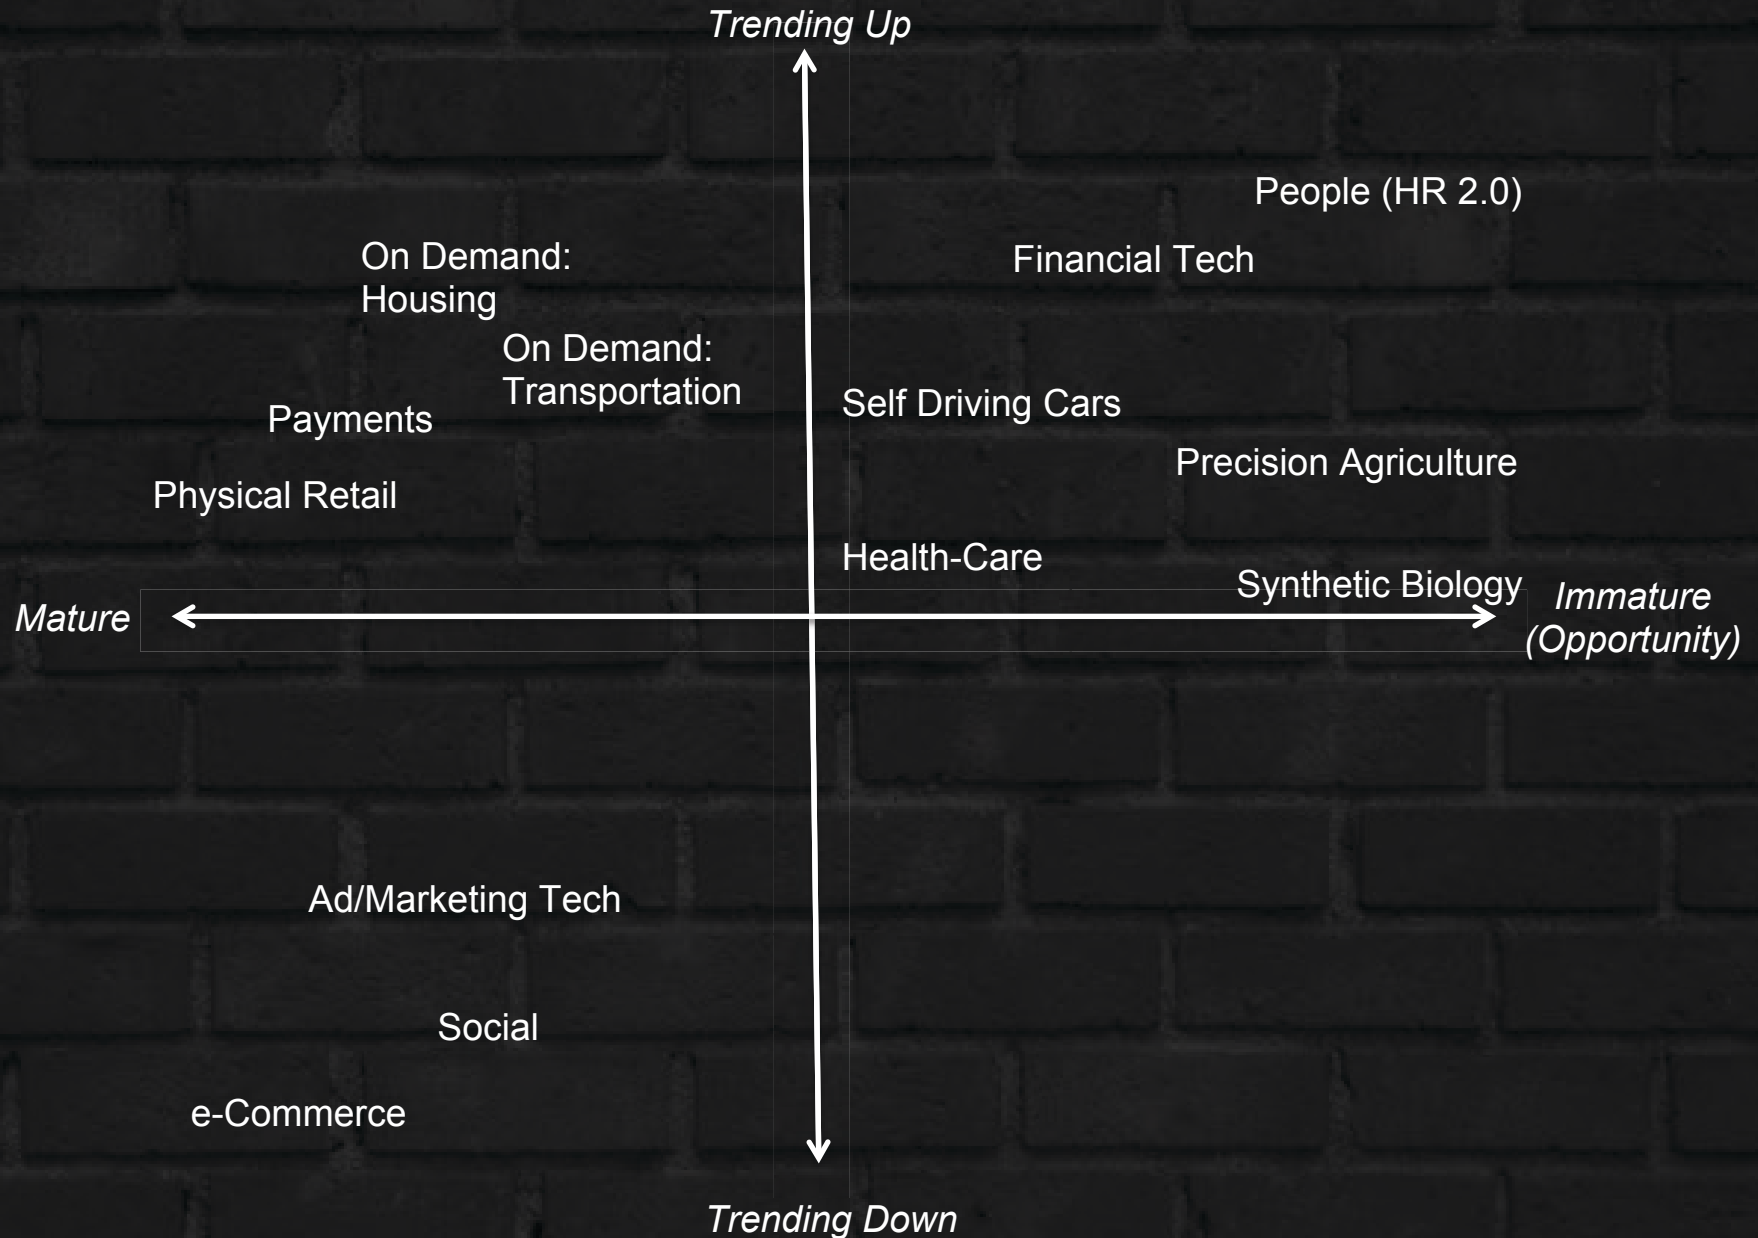 Trending Up
People (HR 2.0)
On Demand:
Housing
Financial Tech
On Demand:
Transportation
Payments
Self Driving Cars
Precision Agriculture
Physical Retail
Health-Care
Synthetic Biology
Mature
Immature
(Opportunity)
Ad/Marketing Tech
Social
e-Commerce
Trending Down